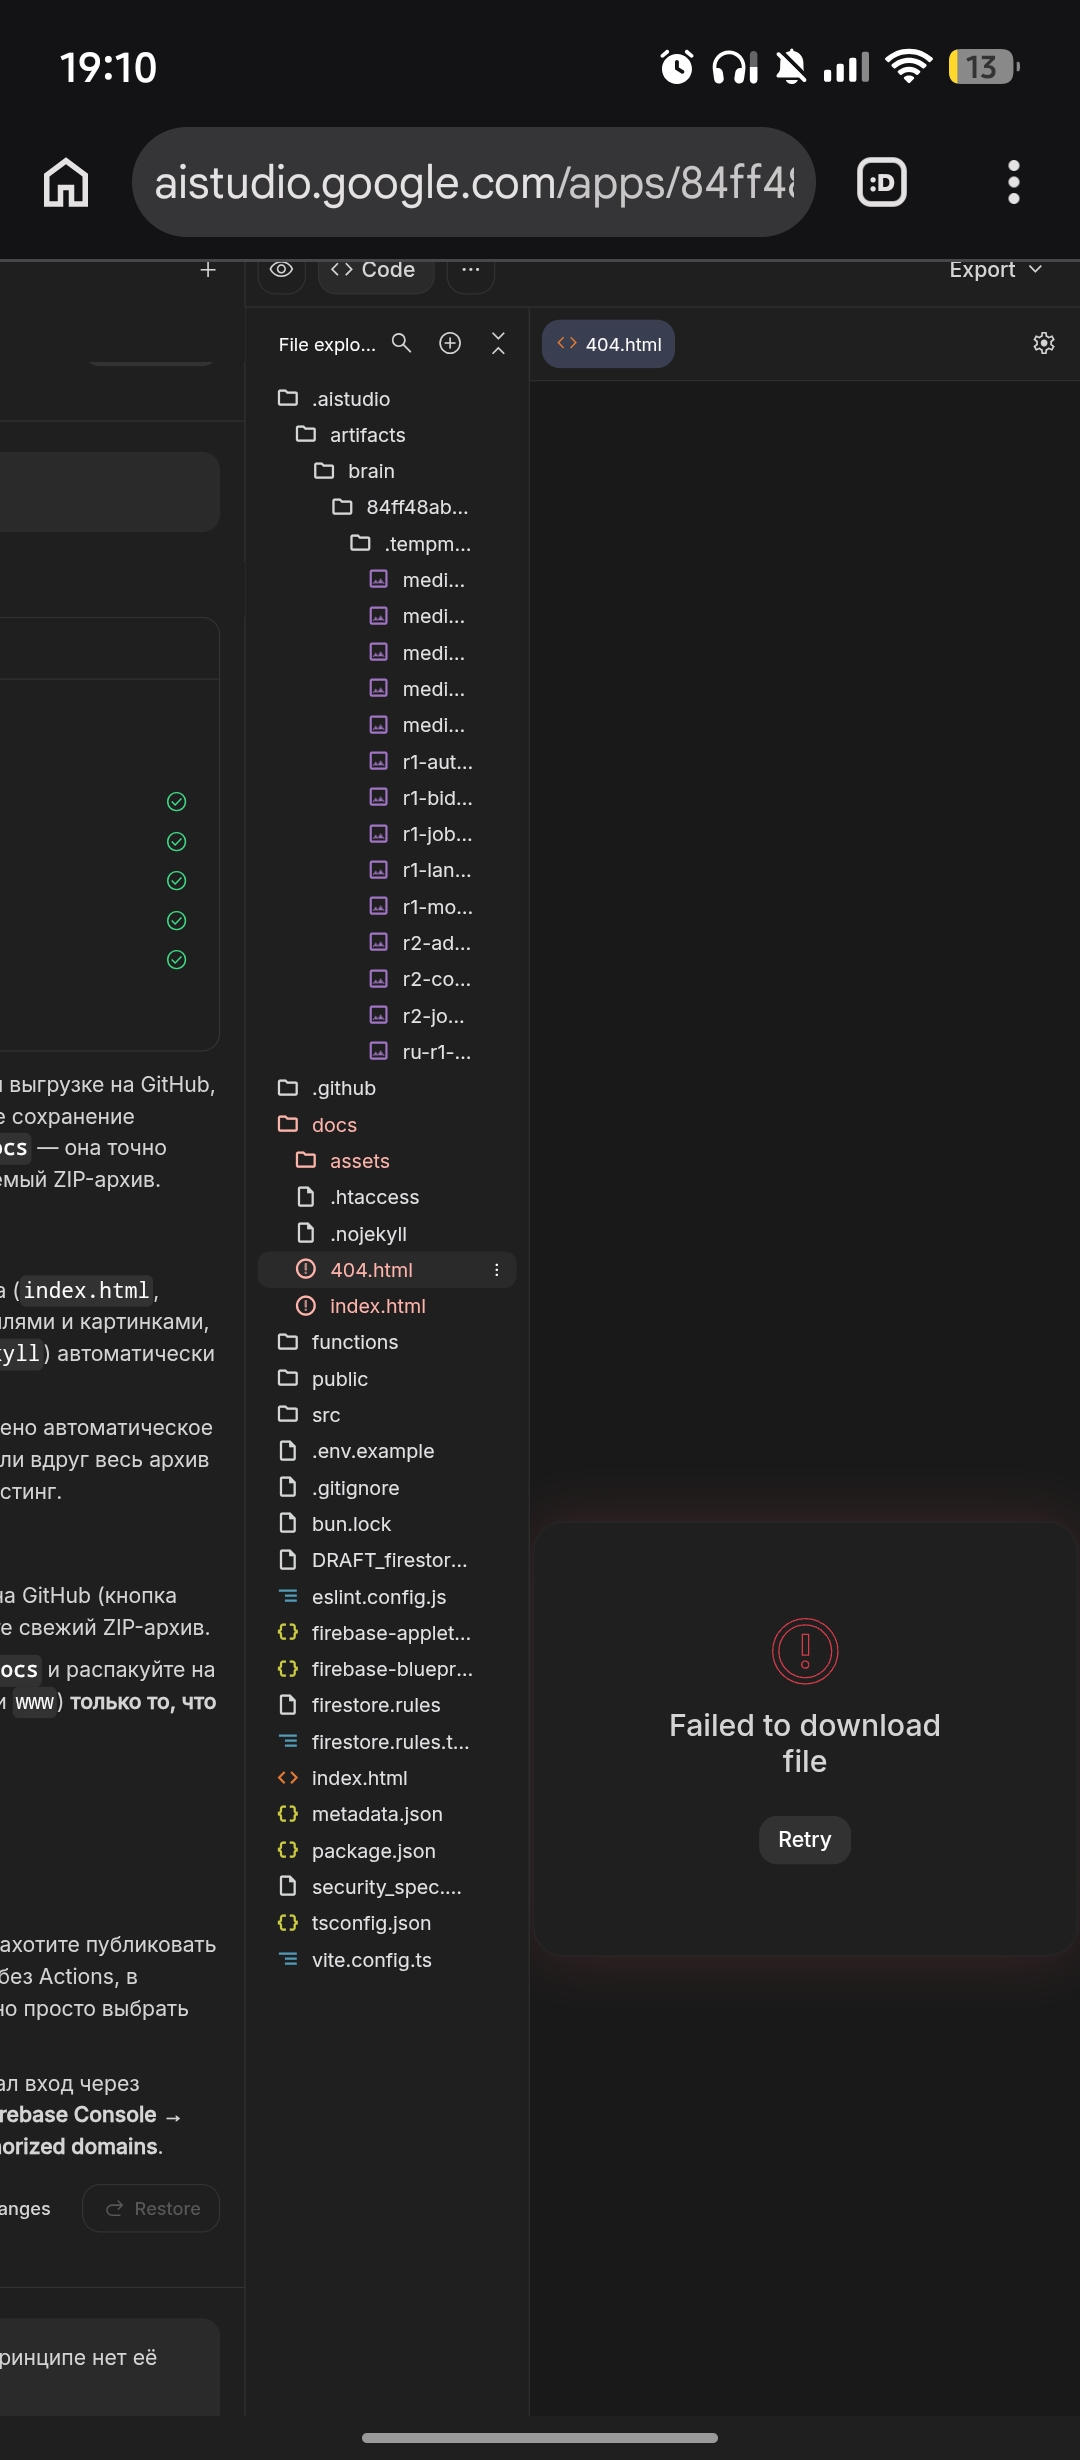 19:10
13
aistudio.google.com/apps/84ff48
:D
Code
Export
File explo...
404.html
.aistudio
artifacts
brain
84ff48ab...
.tempm...
medi...
medi...
medi...
medi...
medi...
r1-aut...
r1-bid...
r1-job...
r1-lan...
r1-mo...
r2-ad...
r2-co...
r2-jo...
ru-r1-...
.github
docs
assets
.htaccess
.nojekyll
404.html
index.html
functions
public
src
.env.example
.gitignore
bun.lock
DRAFT_firestor...
eslint.config.js
firebase-applet...
firebase-bluepr...
firestore.rules
firestore.rules.t...
index.html
metadata.json
package.json
security_spec....
tsconfig.json
vite.config.ts
выгрузке на GitHub,
е сохранение
ocs — она точно
емый ZIP-архив.
а (index.html,
лями и картинками,
yll) автоматически
ено автоматическое
ли вдруг весь архив
стинг.
на GitHub (кнопка
те свежий ZIP-архив.
ocs и распакуйте на
и www) только то, что
ахотите публиковать
без Actions, в
но просто выбрать
ал вход через
rebase Console →
orized domains.
anges
Restore
ринципе нет её
Failed to download
file
Retry